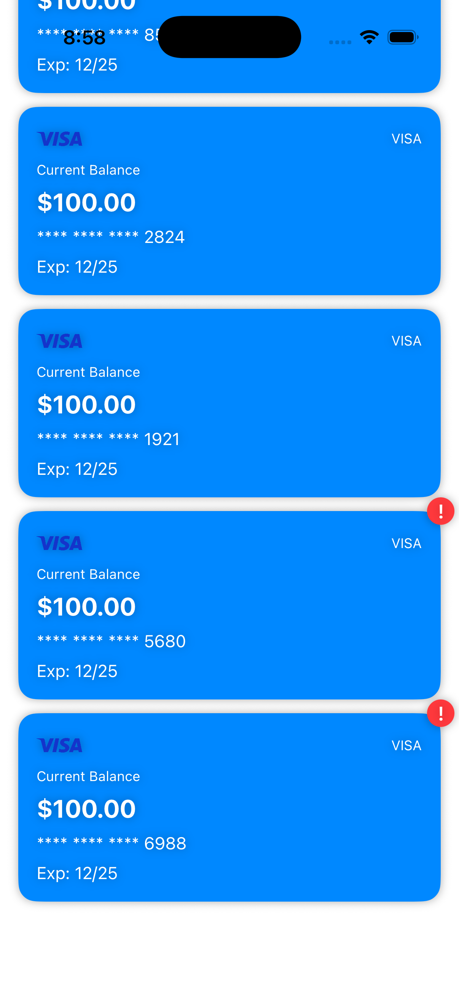 $100.00
**** **** **** 85
8:58
Exp: 12/25
VISA VISA
Current Balance
$100.00
**** **** **** 2824
Exp: 12/25
VISA VISA
Current Balance
$100.00
**** **** **** 1921
Exp: 12/25
!
VISA VISA
Current Balance
$100.00
**** **** **** 5680
Exp: 12/25
!
VISA VISA
Current Balance
$100.00
**** **** **** 6988
Exp: 12/25